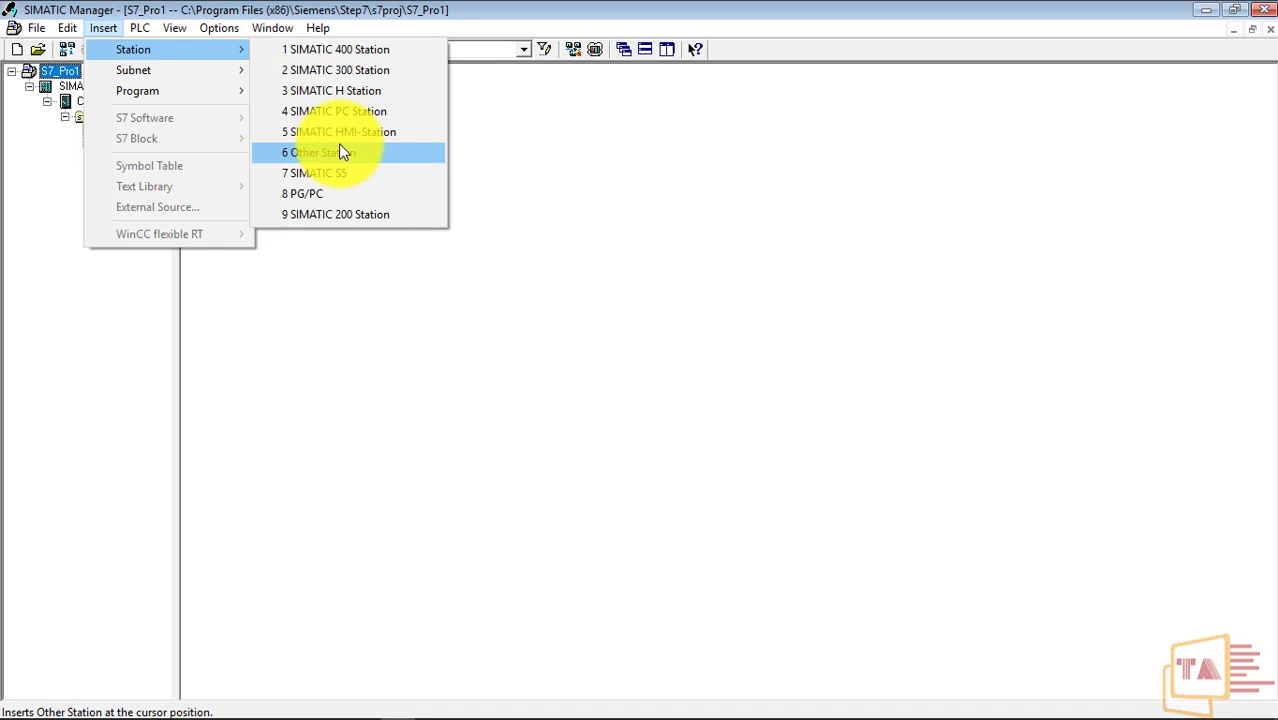 SIMATIC Manager - [S7_Pro1 -- C:\Program Files (x86)\Siemens\Step7\s7proj\S7_Pro1]
File Edit Insert PLC View Options Window Help
Station
Subnet
Program
S7 Software
S7 Block
Symbol Table
Text Library
External Source...
WinCC flexible RT
1 SIMATIC 400 Station
2 SIMATIC 300 Station
3 SIMATIC H Station
4 SIMATIC PC Station
5 SIMATIC HMI-Station
6 Other Station
7 SIMATIC S5
8 PG/PC
9 SIMATIC 200 Station
S7_Pro1
SIMA
C
TA
Inserts Other Station at the cursor position.